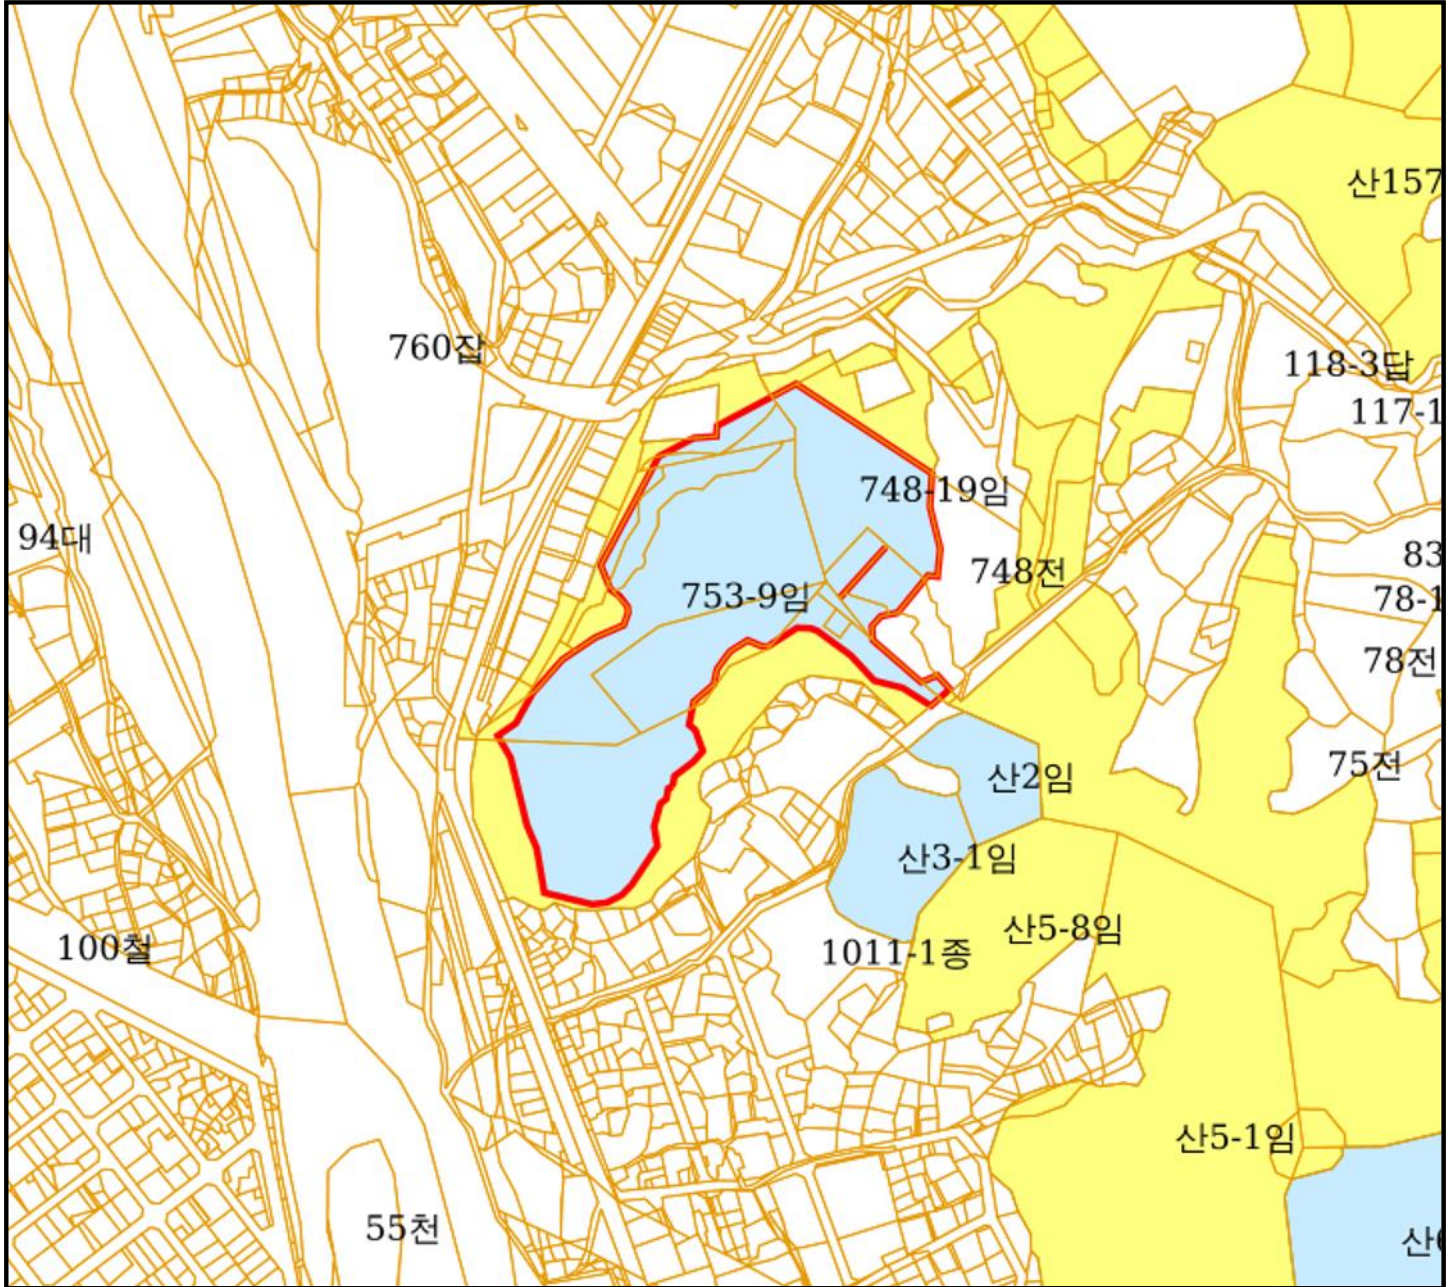 산157
760잡
118-3답
117-1
748-19임
94대
83
748전
753-9임
78-1
78전
75전
산2임
산3-1임
산5-8임
100철
1011-1종
산5-1임
55천